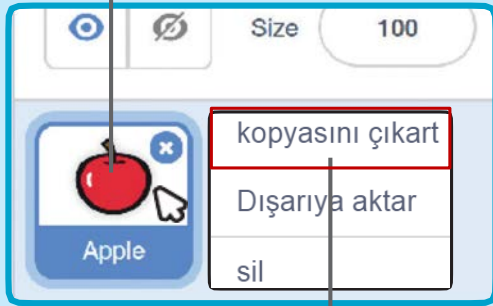 Size 100
kopyasını çıkart
Dışarıya aktar
Apple
sil